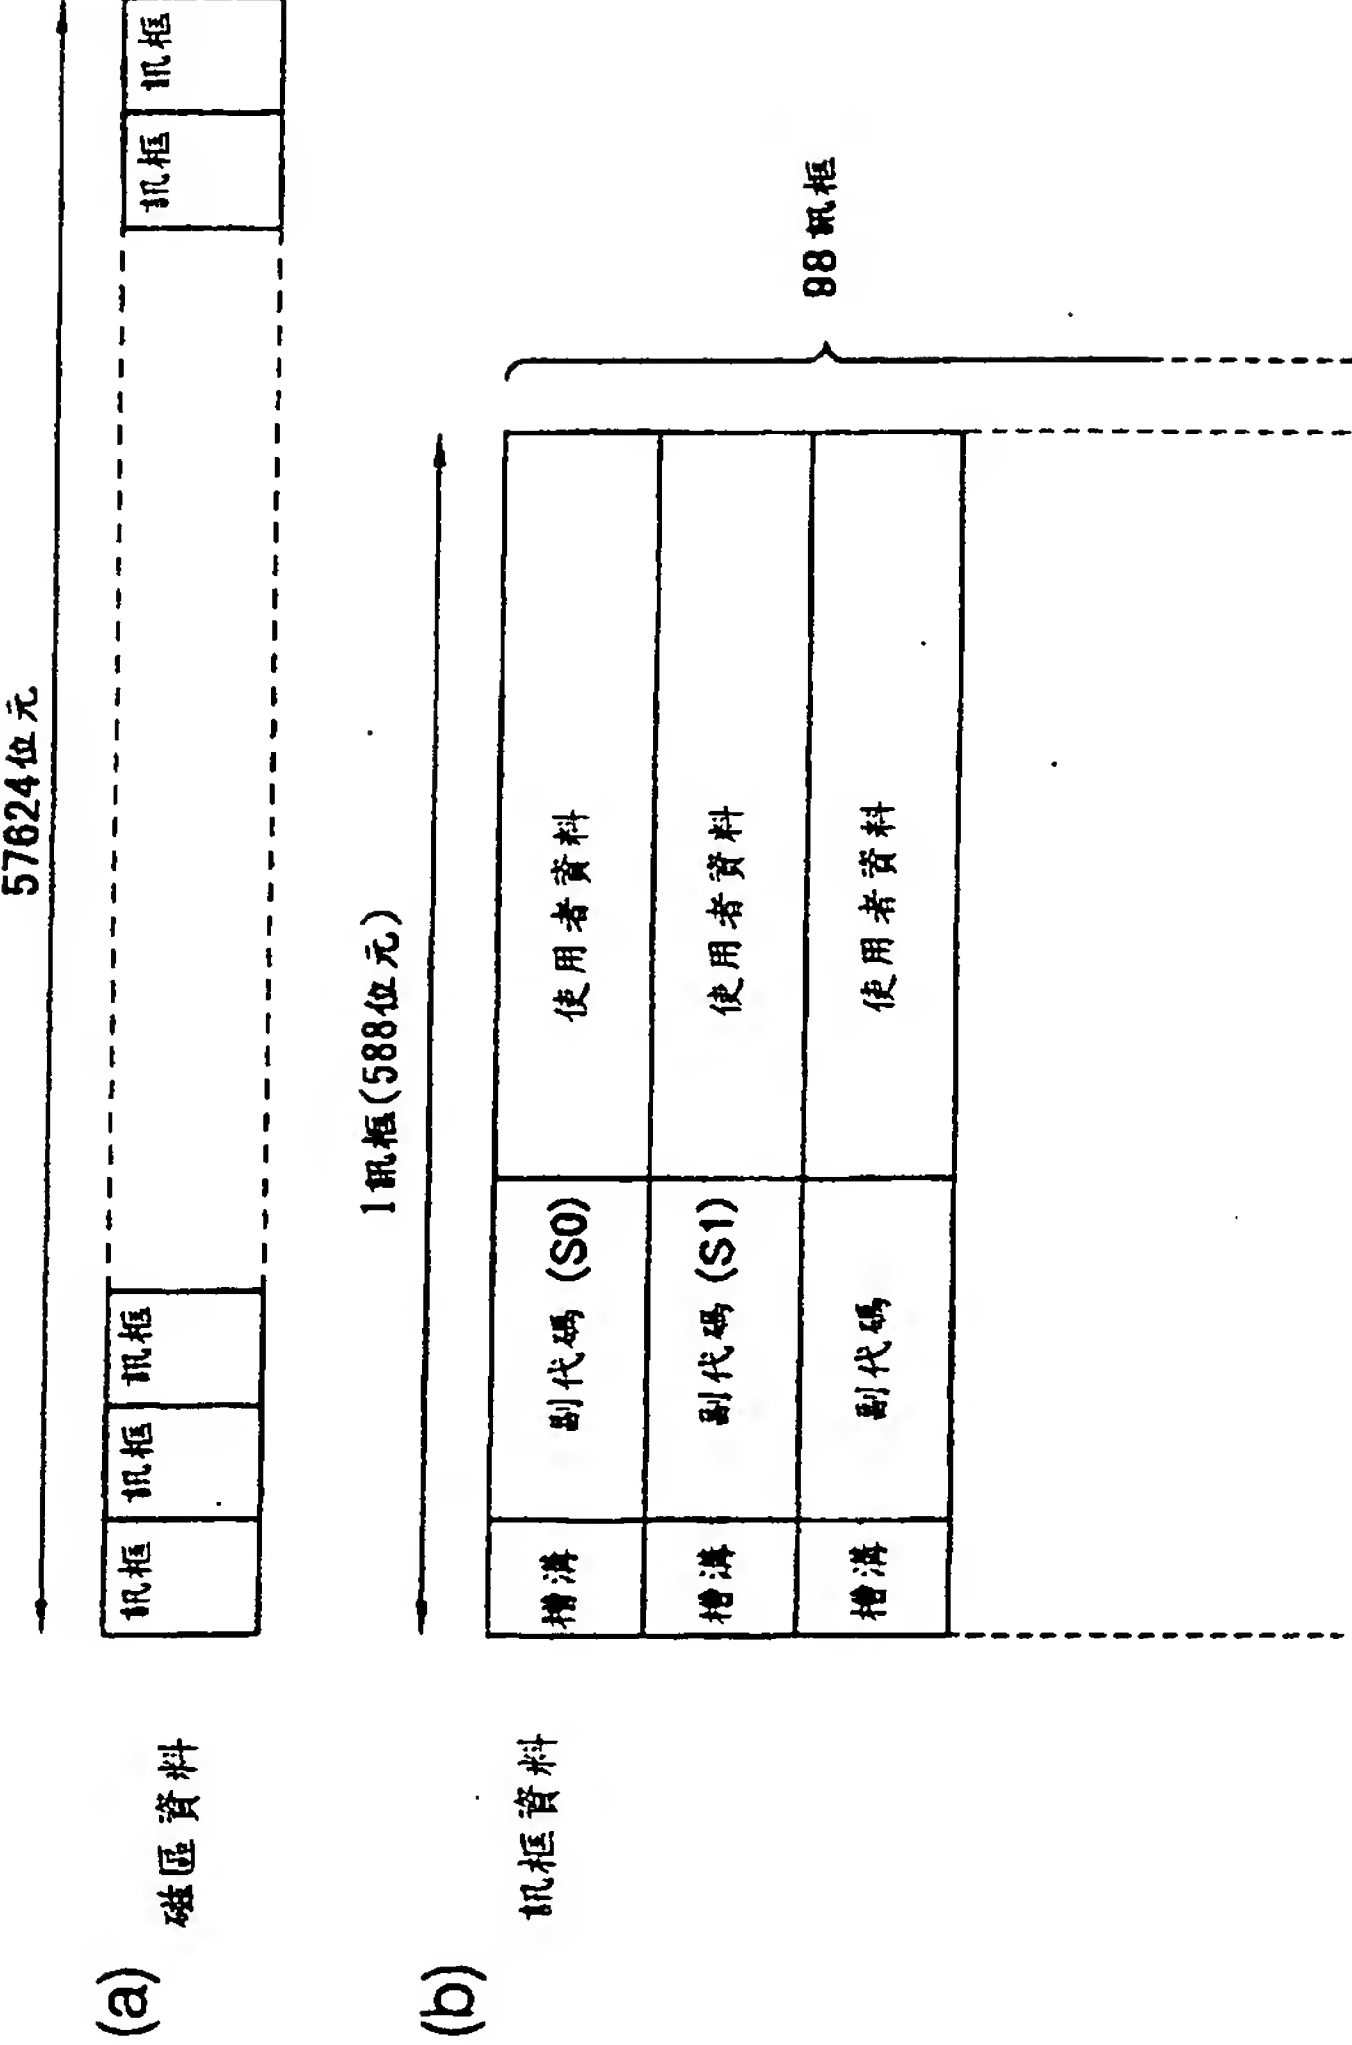 57624位元
(a) 磁區資料
訊框 訊框 訊框 訊框 訊框
1訊框(588位元)
(b) 訊框資料
槽溝 副代碼 (S0) 使用者資料
槽溝 副代碼 (S1) 使用者資料
槽溝 副代碼 使用者資料
98訊框